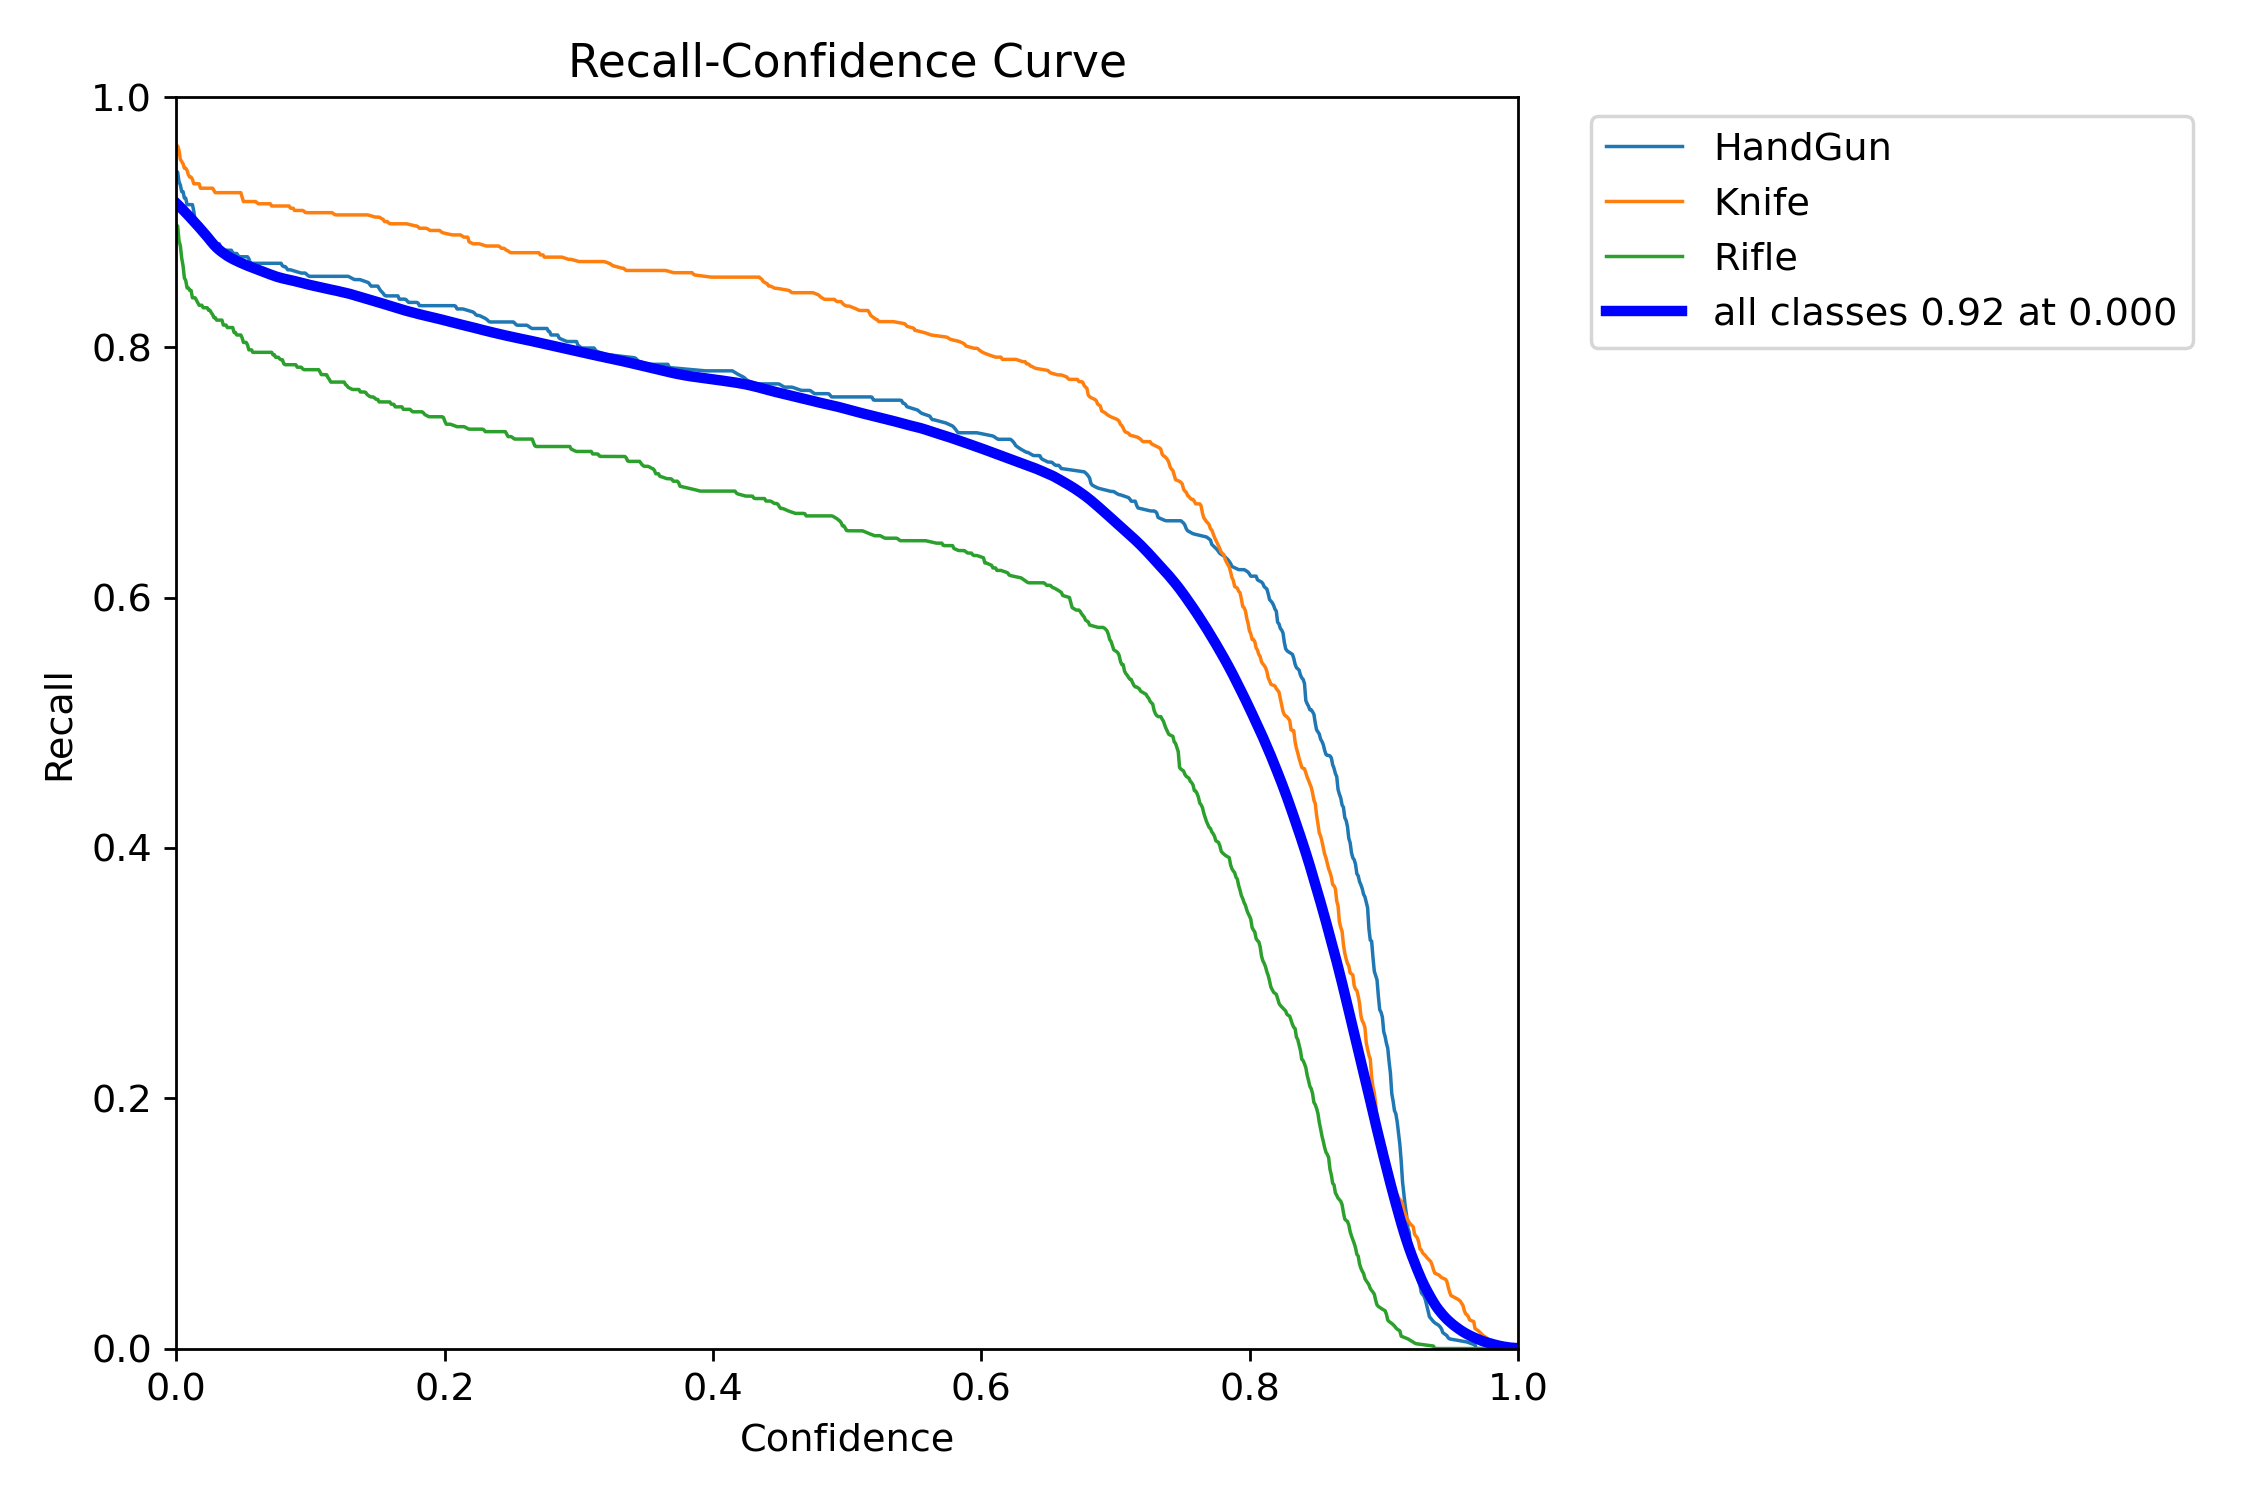 Recall-Confidence Curve
1.0
0.8
0.6
0.4
0.2
0.0
Recall
0.0 0.2 0.4 0.6 0.8 1.0
Confidence
HandGun
Knife
Rifle
all classes 0.92 at 0.000